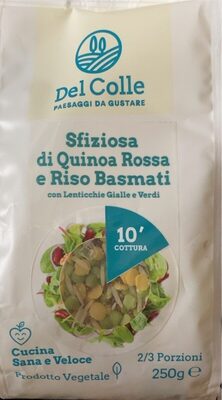 Del Colle
PAESAGGI DA GUSTARE
Sfiziosa
di Quinoa Rossa
e Riso Basmati
con Lenticchie Gialle e Verdi
10'
COTTURA
Cucina
Sana e Veloce
Prodotto Vegetale
2/3 Porzioni
250g e